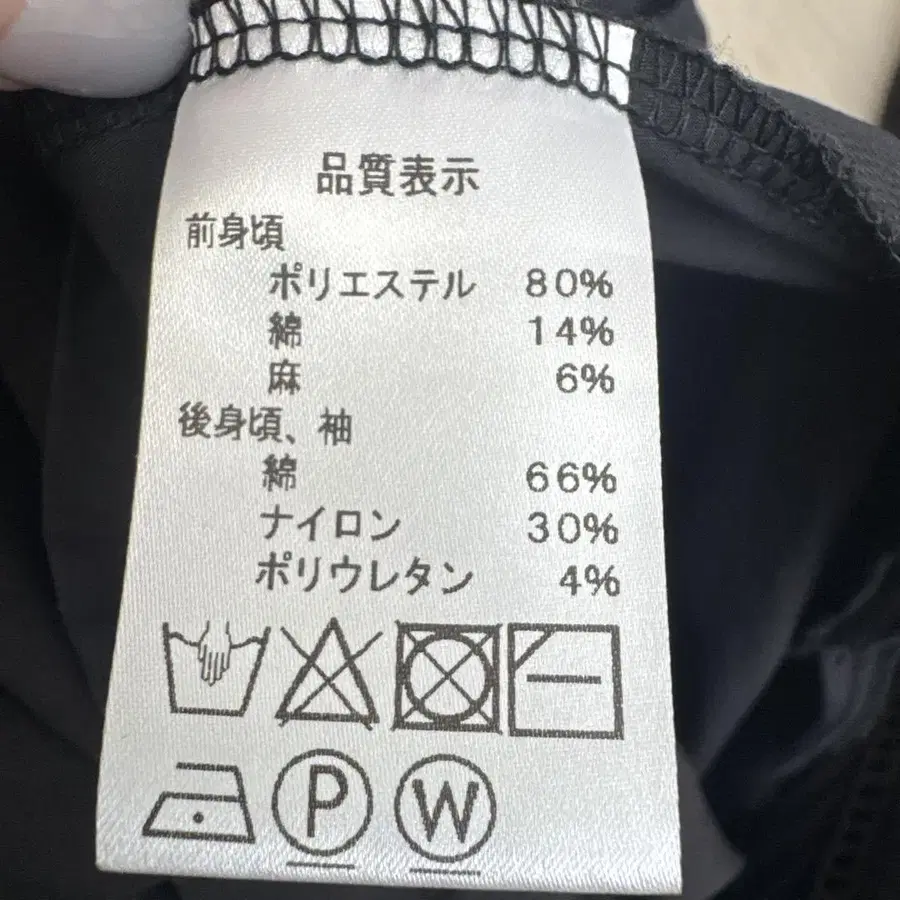 品質表示
前身頃
ポリエステル 80%
綿 14%
麻 6%
後身頃、袖
綿 66%
ナイロン 30%
ポリウレタン 4%
P W